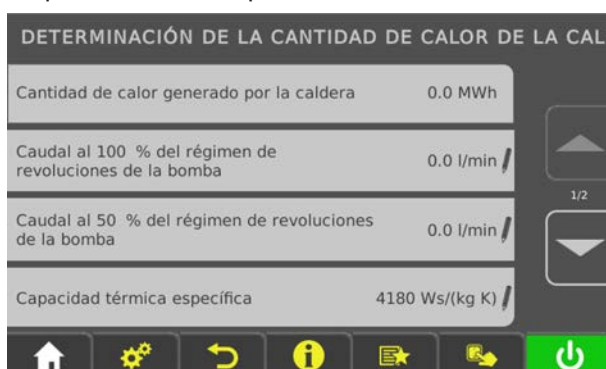 DETERMINACIÓN DE LA CANTIDAD DE CALOR DE LA CAL
Cantidad de calor generado por la caldera 0.0 MWh
Caudal al 100 % del régimen de
revoluciones de la bomba 0.0 l/min
1/2
Caudal al 50 % del régimen de revoluciones
de la bomba 0.0 l/min
Capacidad térmica específica 4180 Ws/(kg K)